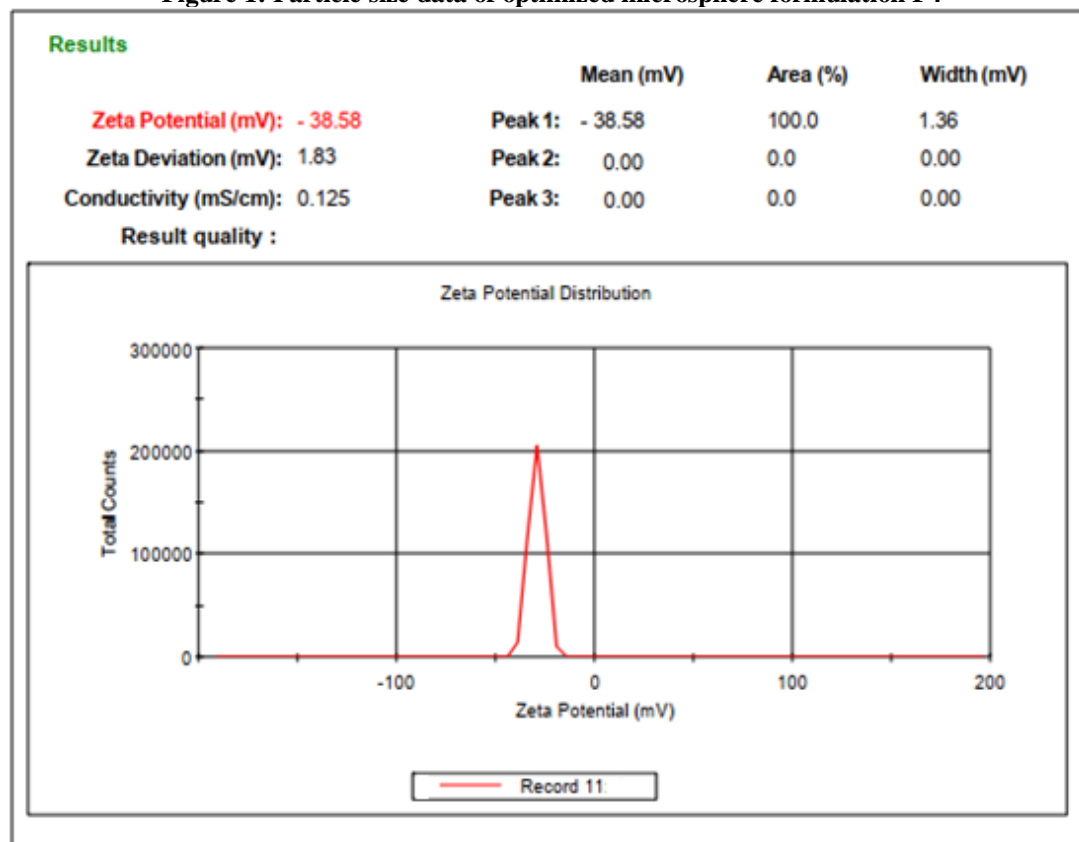 Results
Mean (mV) Area (%) Width (mV)
Zeta Potential (mV): - 38.58 Peak 1: - 38.58 100.0 1.36
Zeta Deviation (mV): 1.83 Peak 2: 0.00 0.0 0.00
Conductivity (mS/cm): 0.125 Peak 3: 0.00 0.0 0.00
Result quality :
Zeta Potential Distribution
300000
200000
100000
0
Total Counts
-100 0 100 200
Zeta Potential (mV)
Record 11: